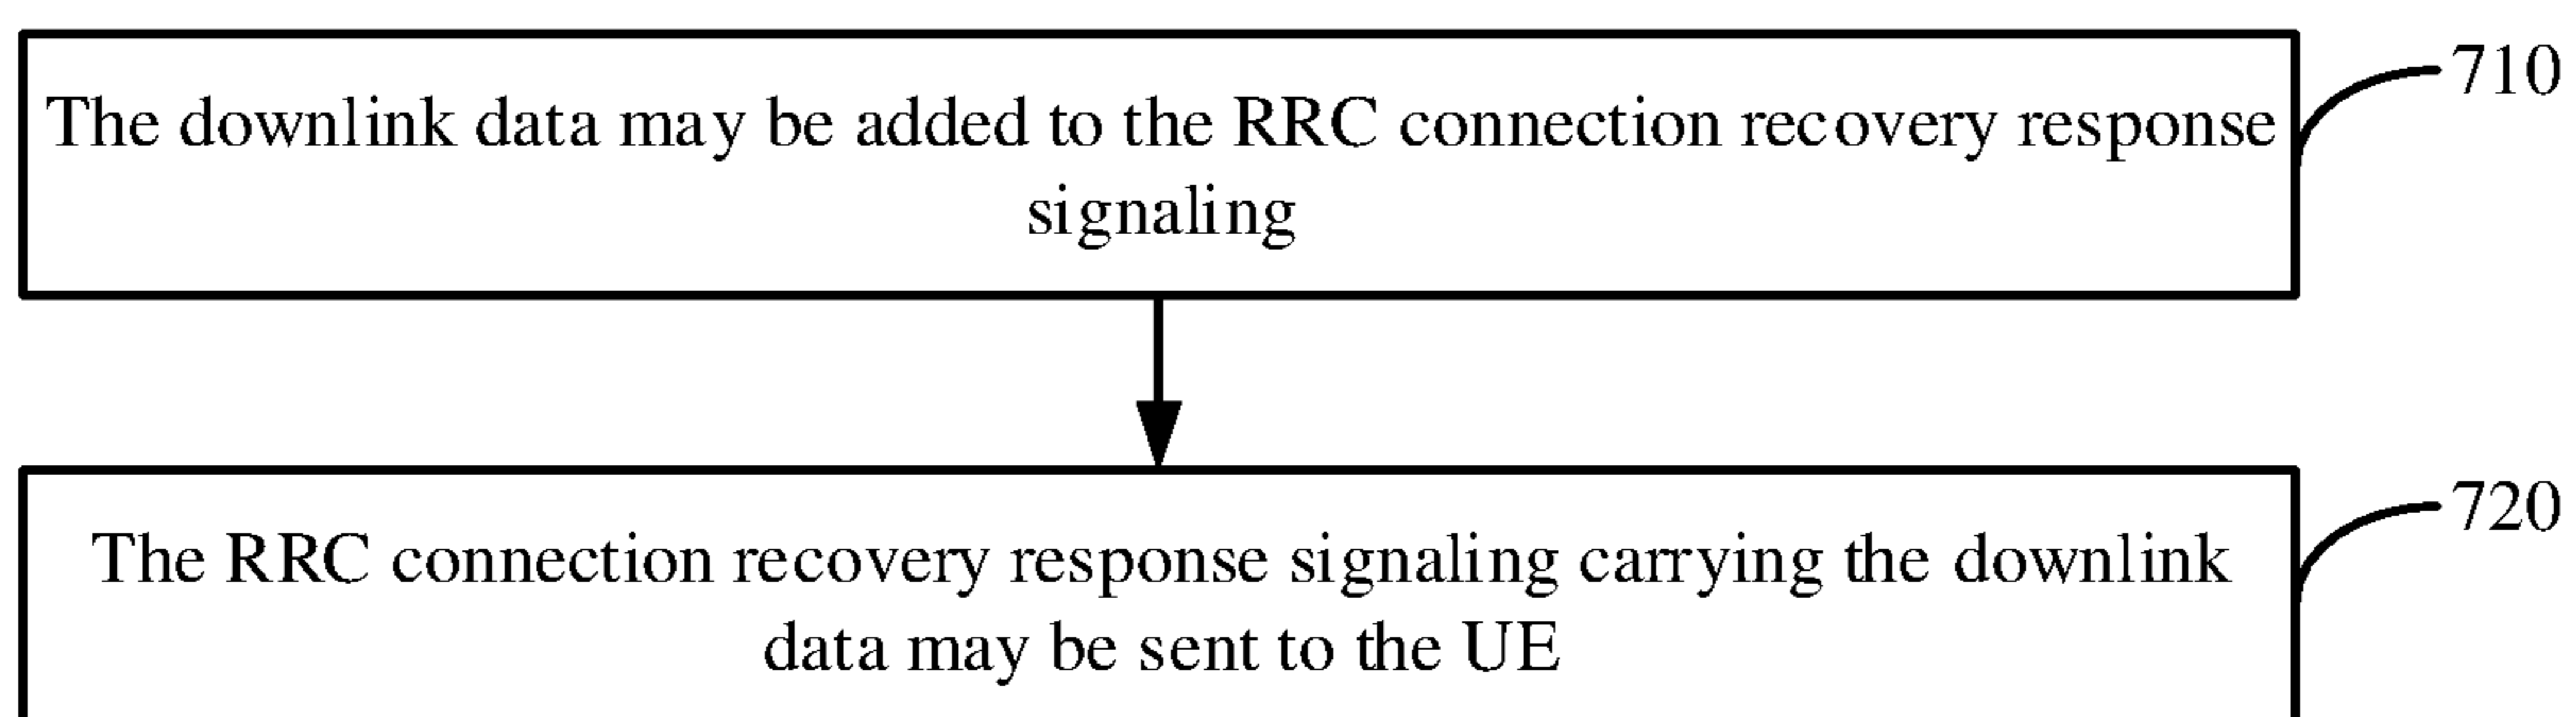 The downlink data may be added to the RRC connection recovery response
signaling
710
The RRC connection recovery response signaling carrying the downlink
data may be sent to the UE
720